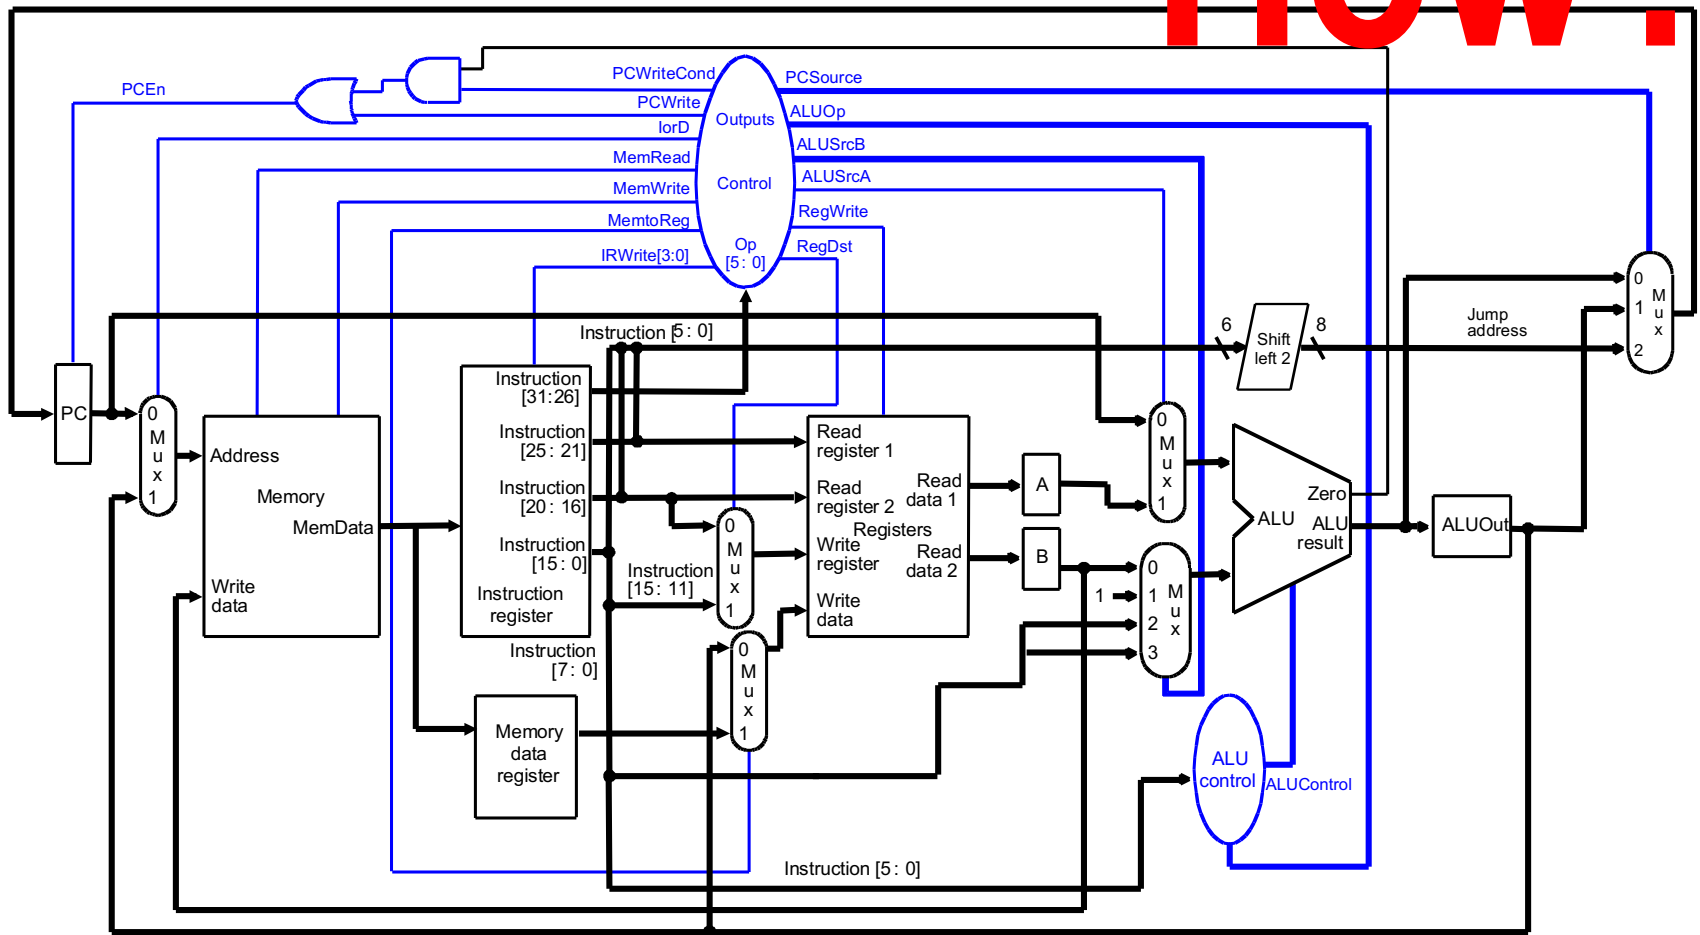 How ?
PCEn
PCWriteCond
PCWrite
IorD
MemRead
MemWrite
MemtoReg
IRWrite[3:0]
Outputs
Control
Op
[5: 0]
PCSource
ALUOp
ALUSrcB
ALUSrcA
RegWrite
RegDst
Instruction [5: 0]
6
Shift
left 2
8
Jump
address
0
1
2
M
u
x
PC
0
M
u
x
1
Address
Memory
MemData
Write
data
Instruction
[31:26]
Instruction
[25: 21]
Instruction
[20: 16]
Instruction
[15: 0]
Instruction
register
Instruction
[7: 0]
Memory
data
register
0
M
u
x
1
Instruction
[15: 11]
0
M
u
x
1
Read
register 1
Read
register 2
Registers
Write
register
Write
data
Read
data 1
Read
data 2
A
B
0
M
u
x
1
0
1
1
2
3
M
u
x
Zero
ALU
ALU
result
ALUOut
ALU
control
ALUControl
Instruction [5: 0]